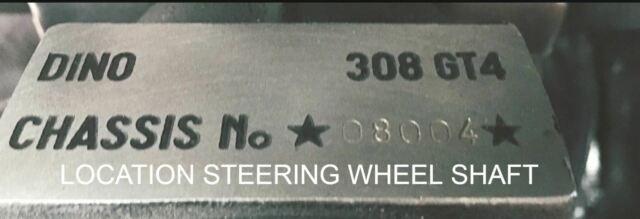 DINO 308 GT4
CHASSIS No ★08004★
LOCATION STEERING WHEEL SHAFT